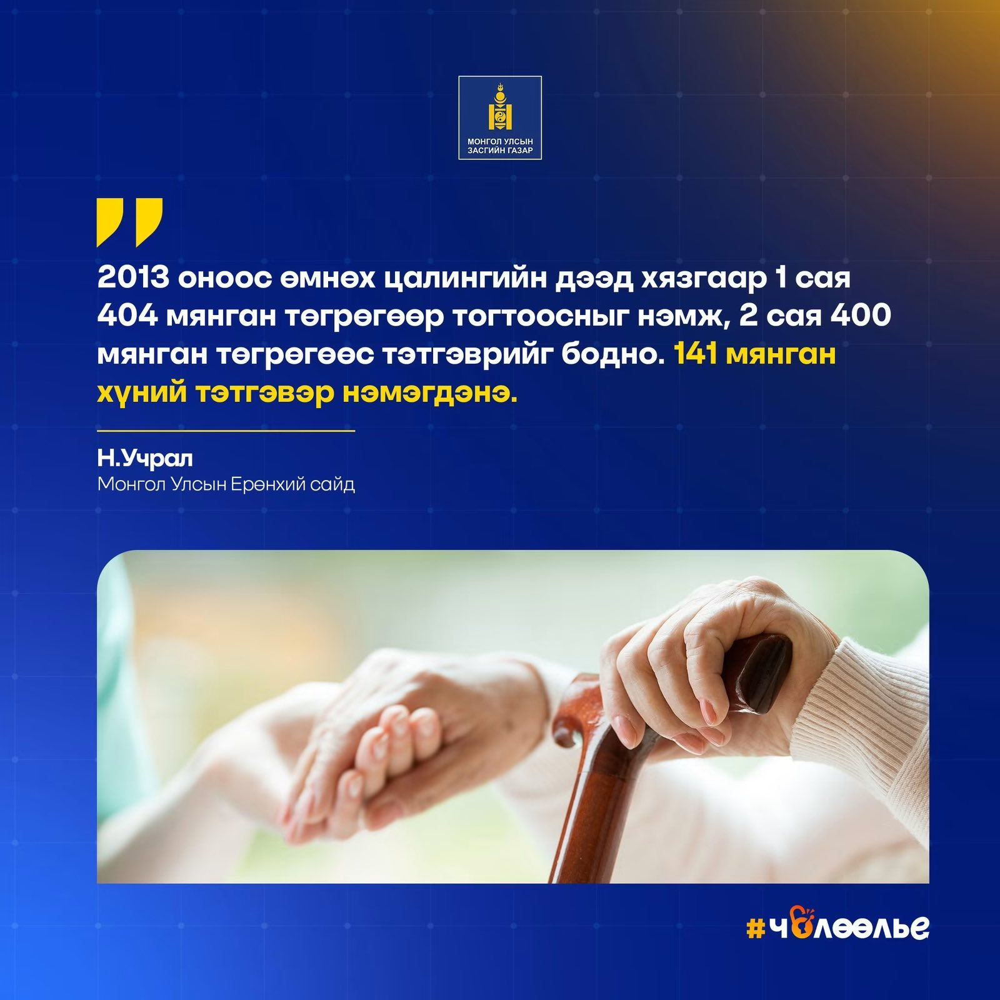 МОНГОЛ УЛСЫН
ЗАСГИЙН ГАЗАР
2013 оноос өмнөх цалингийн дээд хязгаар 1 сая
404 мянган төгрөгөөр тогтоосныг нэмж, 2 сая 400
мянган төгрөгөөс тэтгэврийг бодно. 141 мянган
хүний тэтгэвэр нэмэгдэнэ.
Н.Учрал
Монгол Улсын Ерөнхий сайд
#чөлөөлье